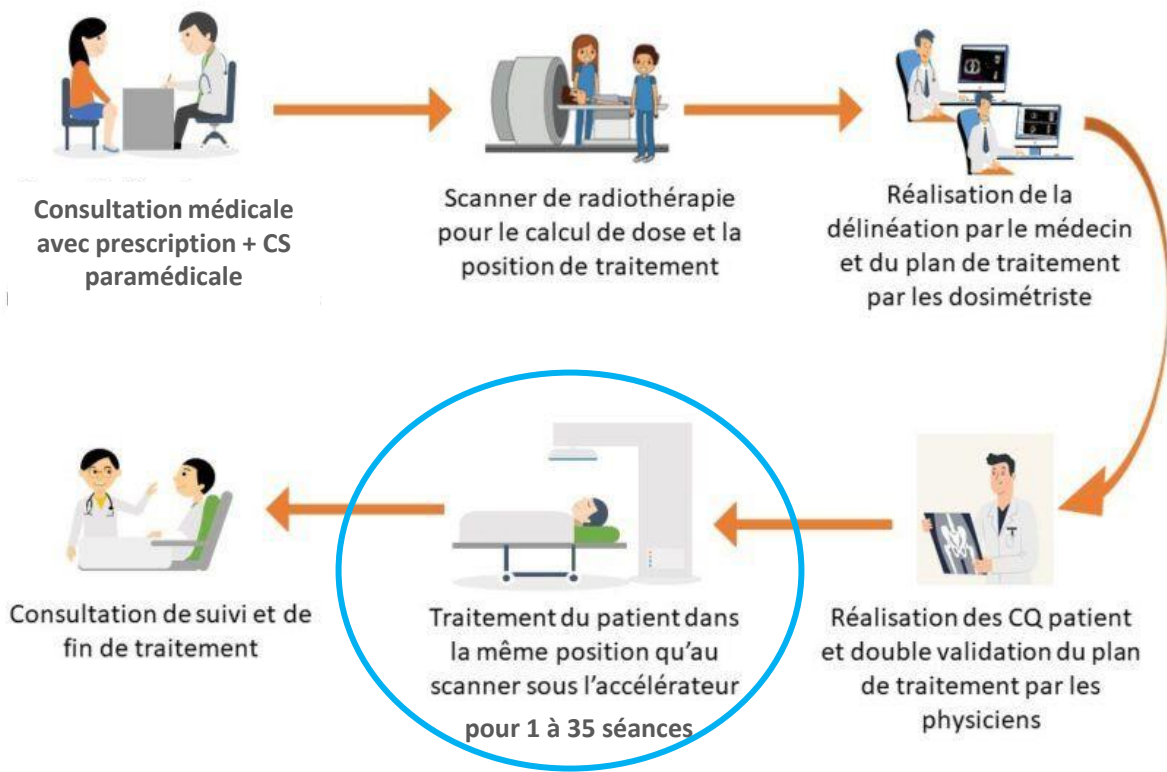 Consultation médicale
avec prescription + CS
paramédicale
Scanner de radiothérapie
pour le calcul de dose et la
position de traitement
Réalisation de la
délinéation par le médecin
et du plan de traitement
par les dosimétriste
Réalisation des CQ patient
et double validation du plan
de traitement par les
physiciens
Traitement du patient dans
la même position qu'au
scanner sous l'accélérateur
pour 1 à 35 séances
Consultation de suivi et de
fin de traitement